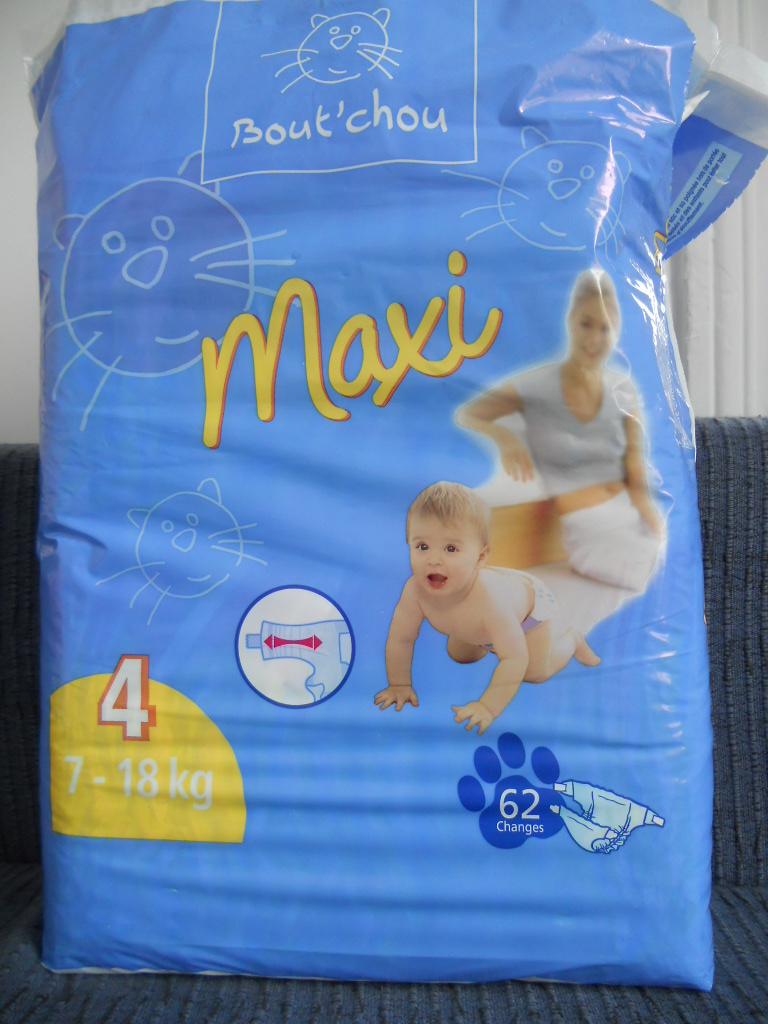 Bout'chou
Maxi
4
7 - 18 kg
62
Changes